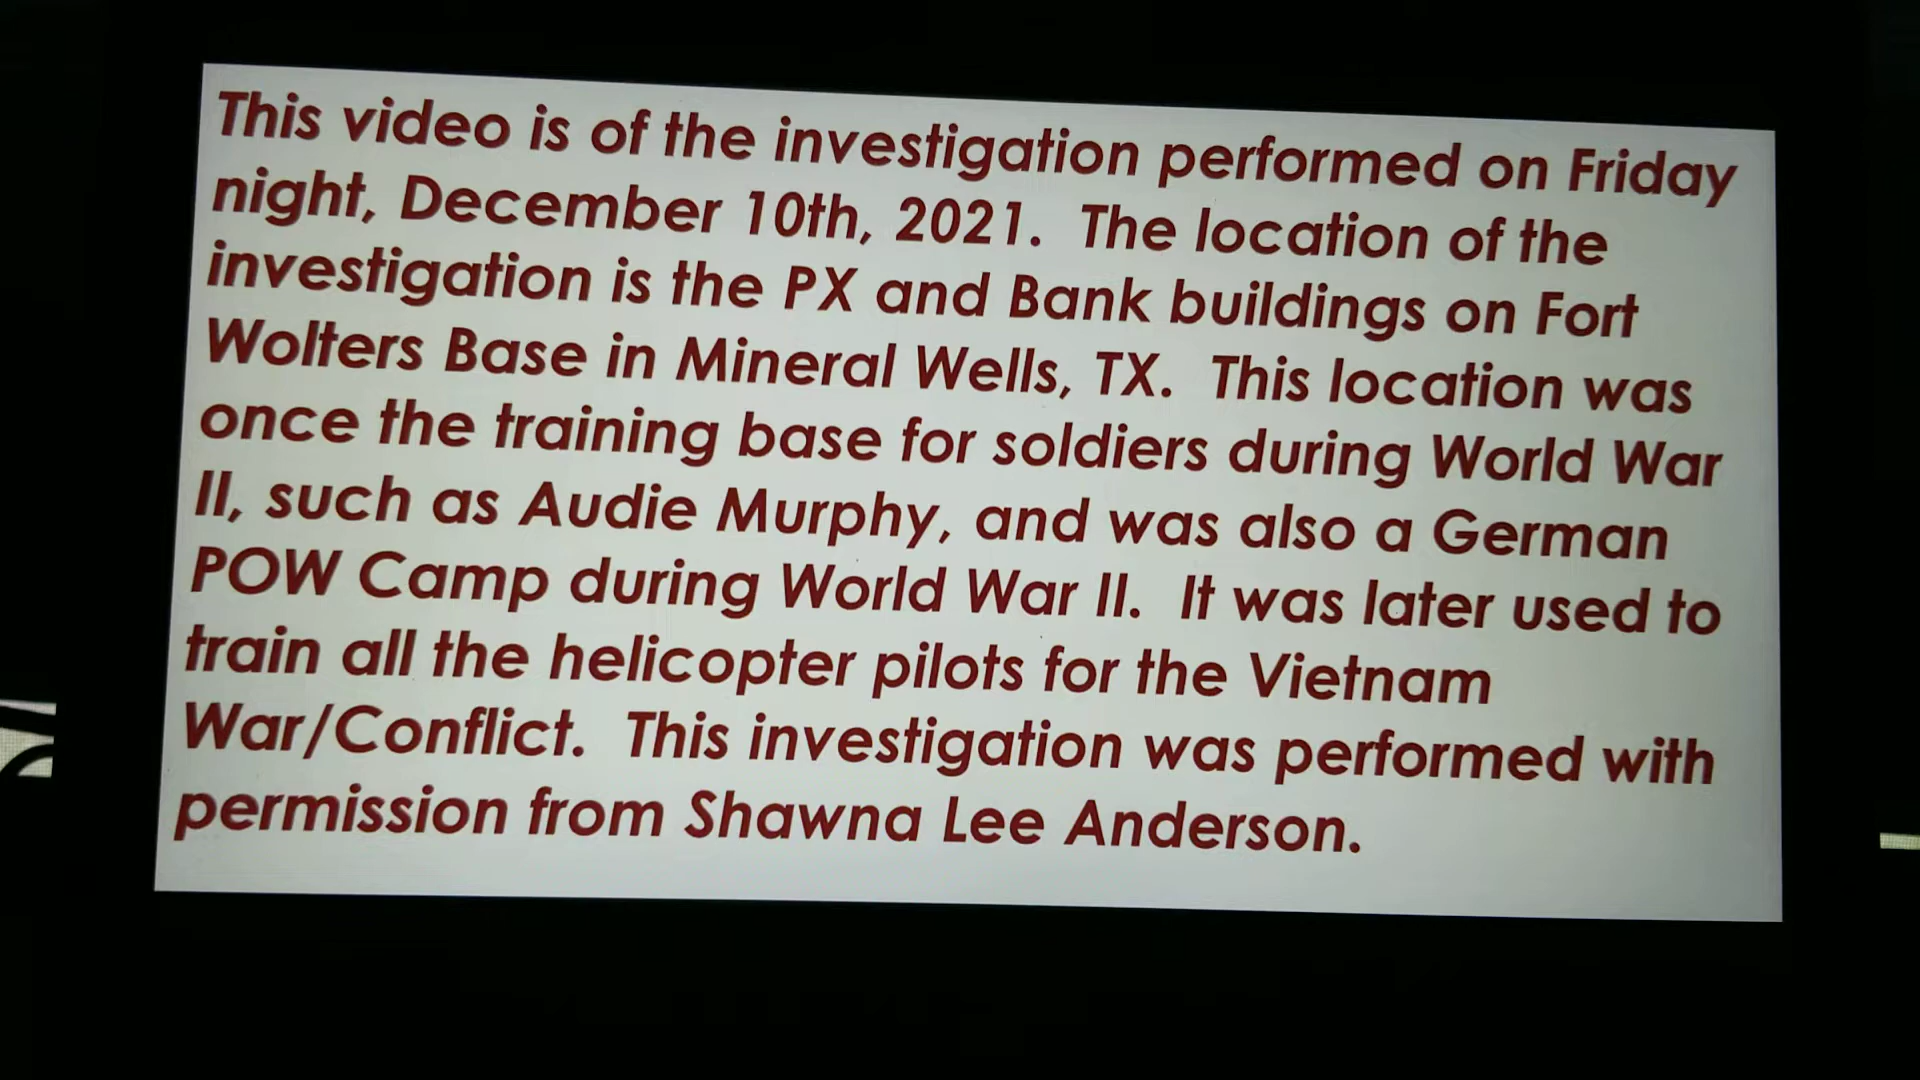 This video is of the investigation performed on Friday
night, December 10th, 2021.  The location of the
investigation is the PX and Bank buildings on Fort
Wolters Base in Mineral Wells, TX.  This location was
once the training base for soldiers during World War
II, such as Audie Murphy, and was also a German
POW Camp during World War II.  It was later used to
train all the helicopter pilots for the Vietnam
War/Conflict.  This investigation was performed with
permission from Shawna Lee Anderson.